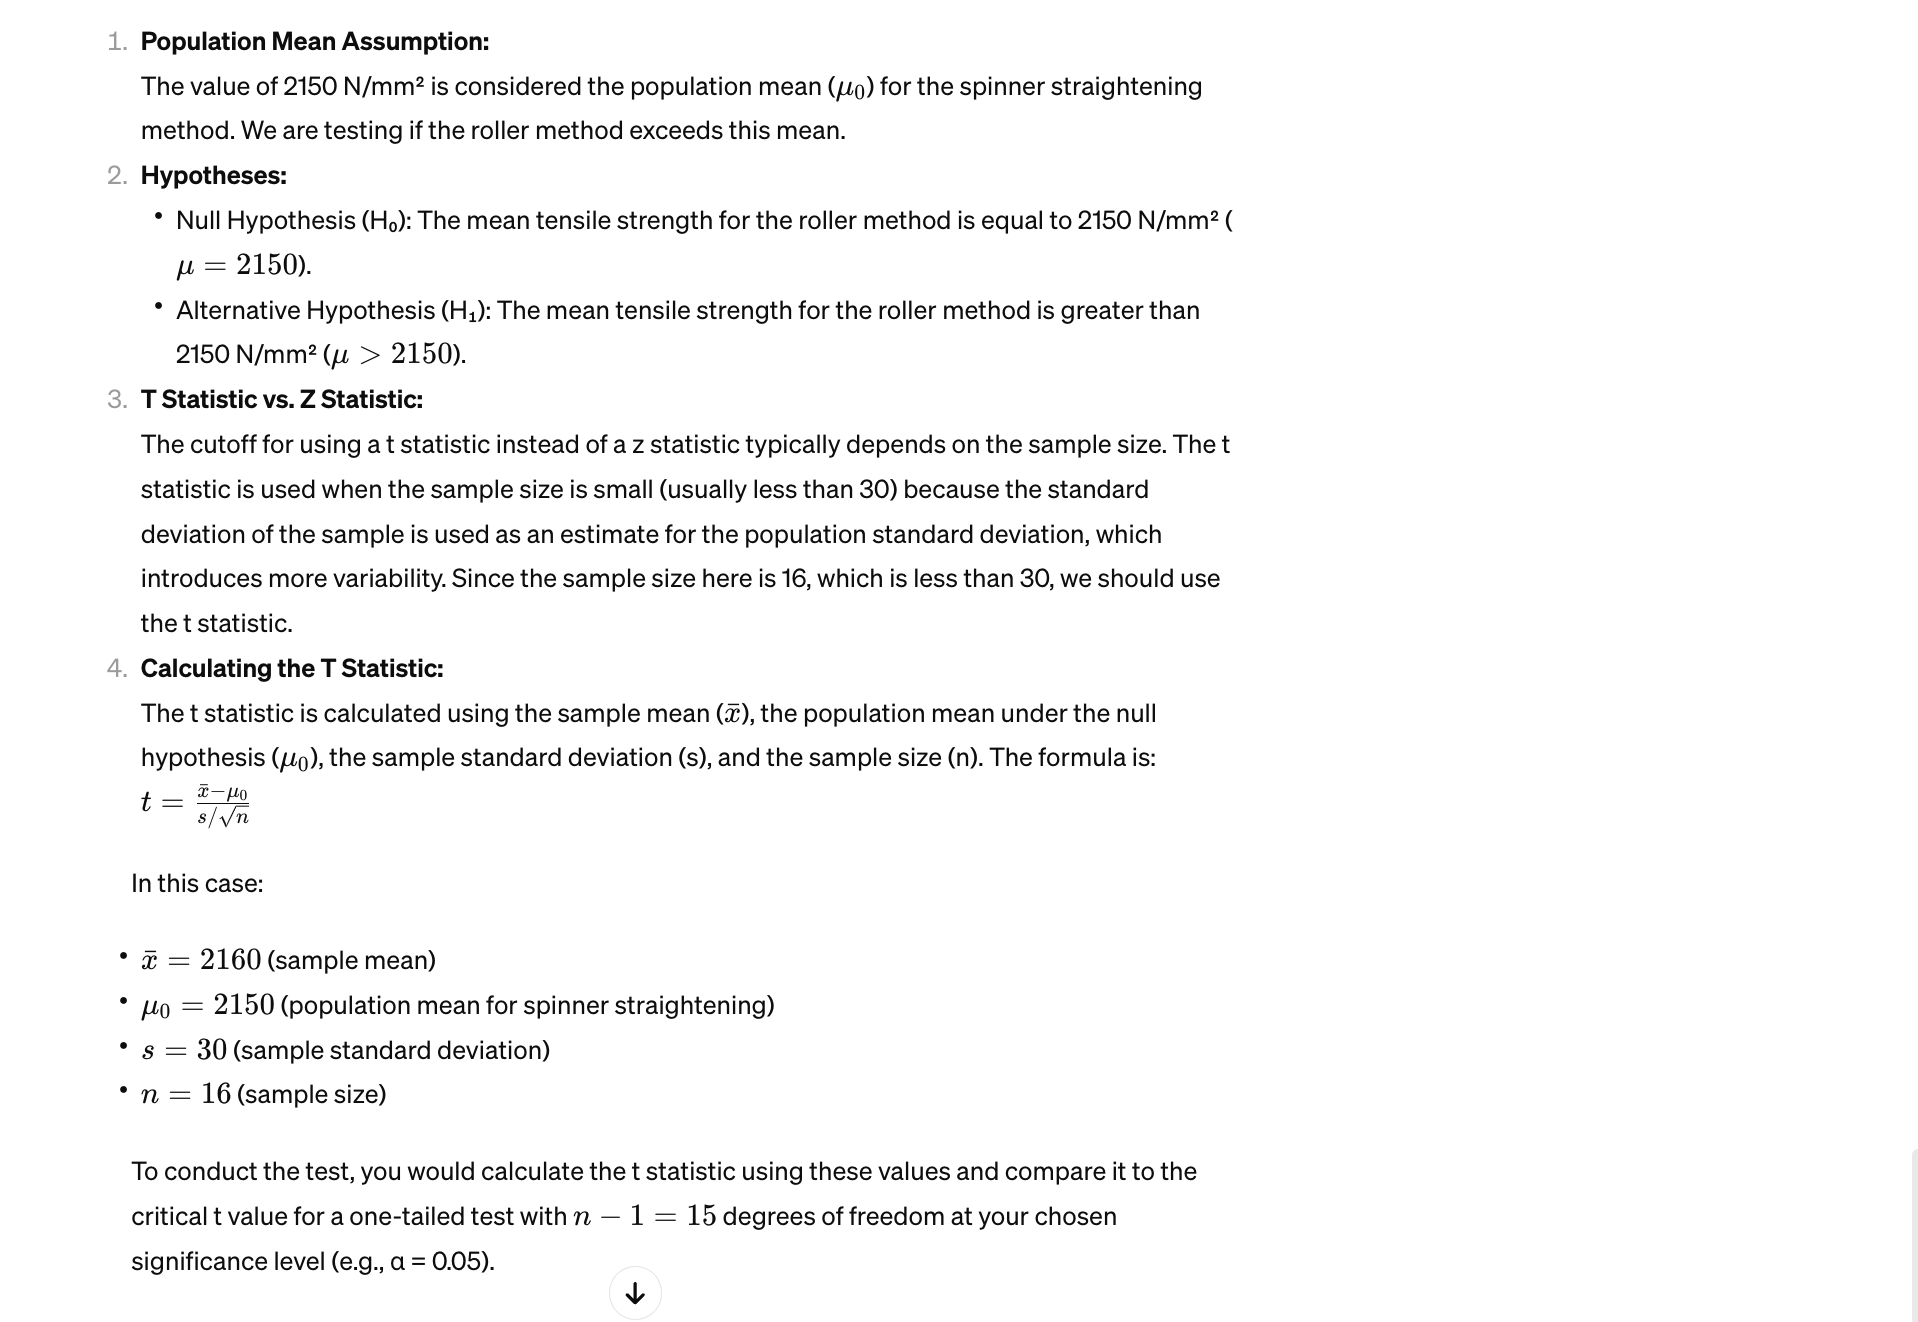 1. Population Mean Assumption:
The value of 2150 N/mm² is considered the population mean (μ₀) for the spinner straightening
method. We are testing if the roller method exceeds this mean.
2. Hypotheses:
• Null Hypothesis (H₀): The mean tensile strength for the roller method is equal to 2150 N/mm² (
μ = 2150).
• Alternative Hypothesis (H₁): The mean tensile strength for the roller method is greater than
2150 N/mm² (μ > 2150).
3. T Statistic vs. Z Statistic:
The cutoff for using a t statistic instead of a z statistic typically depends on the sample size. The t
statistic is used when the sample size is small (usually less than 30) because the standard
deviation of the sample is used as an estimate for the population standard deviation, which
introduces more variability. Since the sample size here is 16, which is less than 30, we should use
the t statistic.
4. Calculating the T Statistic:
The t statistic is calculated using the sample mean (x̄), the population mean under the null
hypothesis (μ₀), the sample standard deviation (s), and the sample size (n). The formula is:
t = (x̄−μ₀)/(s/√n)
In this case:
• x̄ = 2160 (sample mean)
• μ₀ = 2150 (population mean for spinner straightening)
• s = 30 (sample standard deviation)
• n = 16 (sample size)
To conduct the test, you would calculate the t statistic using these values and compare it to the
critical t value for a one-tailed test with n − 1 = 15 degrees of freedom at your chosen
significance level (e.g., α = 0.05).